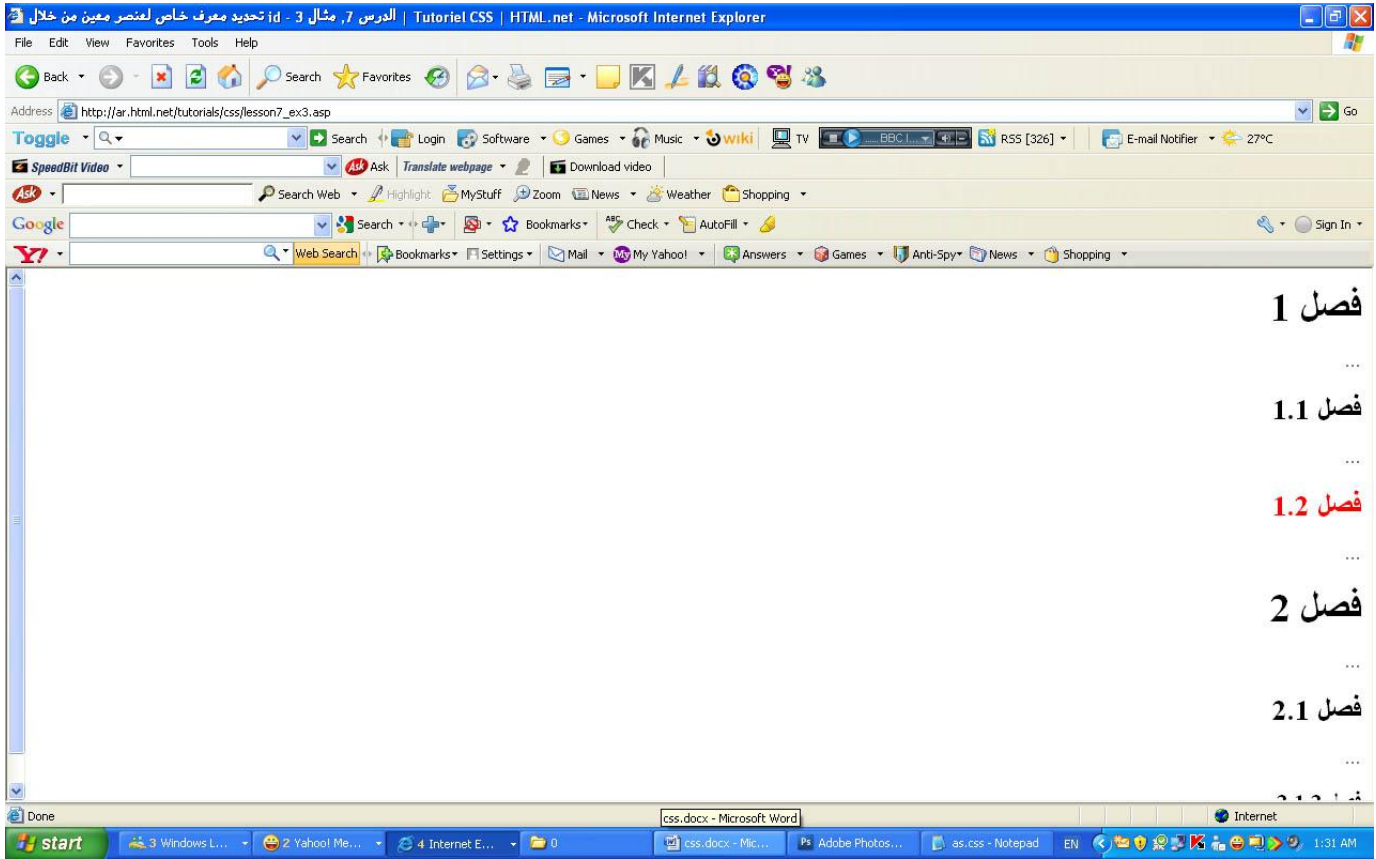 الدرس 7, مثال 3 - id تحديد معرف خاص لعنصر معين من خلال | Tutoriel CSS | HTML.net - Microsoft Internet Explorer
File Edit View Favorites Tools Help
Back Search Favorites
Address http://ar.html.net/tutorials/css/lesson7_ex3.asp Go
Toggle Search Login Software Games Music wiki TV BBC RSS [326] E-mail Notifier 27°C
SpeedBit Video Ask Translate webpage Download video
Ask Search Web Highlight MyStuff Zoom News Weather Shopping
Google Search Bookmarks Check AutoFill Sign In
Y! Web Search Bookmarks Settings Mail My Yahoo! Answers Games Anti-Spy News Shopping
فصل 1
...
فصل 1.1
...
فصل 1.2
...
فصل 2
...
فصل 2.1
...
Done Internet
css.docx - Microsoft Word
start 3 Windows L... 2 Yahoo! Me... 4 Internet E... 0 css.docx - Mic... Adobe Photos... as.css - Notepad EN 1:31 AM